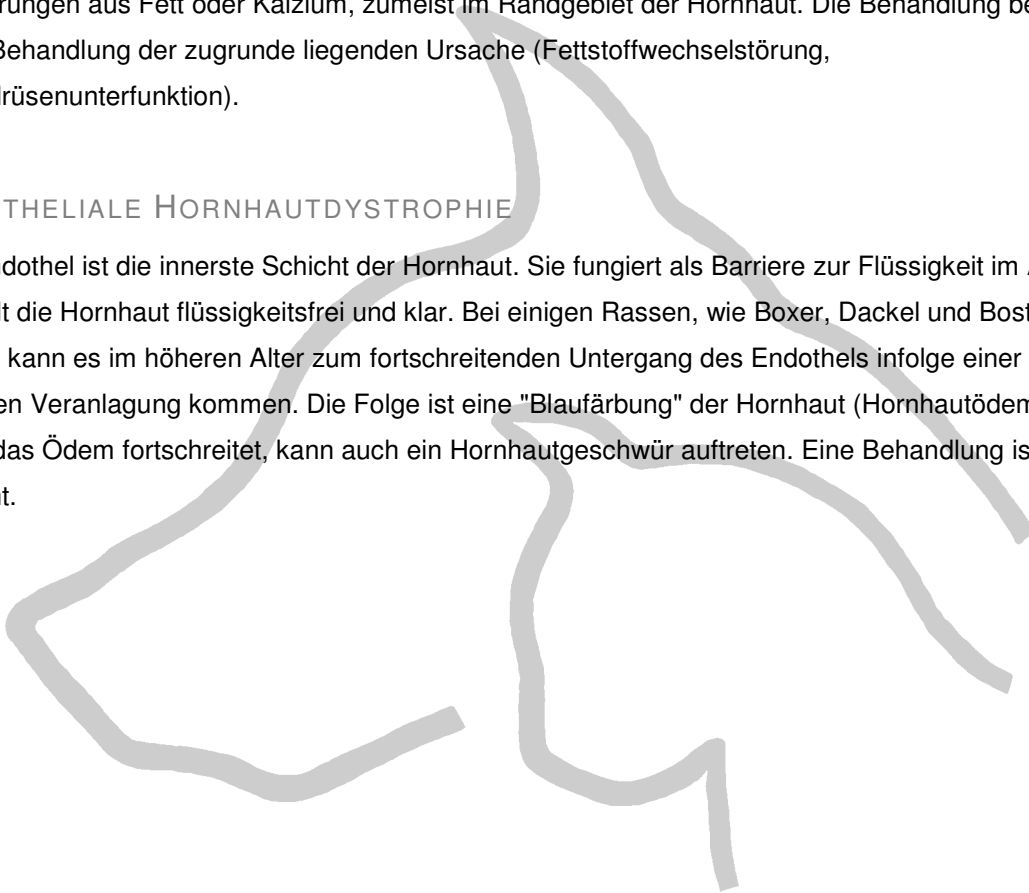 rungen aus Fett oder Kalzium, zumeist im Randgebiet der Hornhaut. Die Behandlung be
Behandlung der zugrunde liegenden Ursache (Fettstoffwechselstörung,
rüsenunterfunktion).
THELIALE HORNHAUTDYSTROPHIE
ndothel ist die innerste Schicht der Hornhaut. Sie fungiert als Barriere zur Flüssigkeit im
lt die Hornhaut flüssigkeitsfrei und klar. Bei einigen Rassen, wie Boxer, Dackel und Bost
kann es im höheren Alter zum fortschreitenden Untergang des Endothels infolge einer
en Veranlagung kommen. Die Folge ist eine "Blaufärbung" der Hornhaut (Hornhautödem
das Ödem fortschreitet, kann auch ein Hornhautgeschwür auftreten. Eine Behandlung is
t.